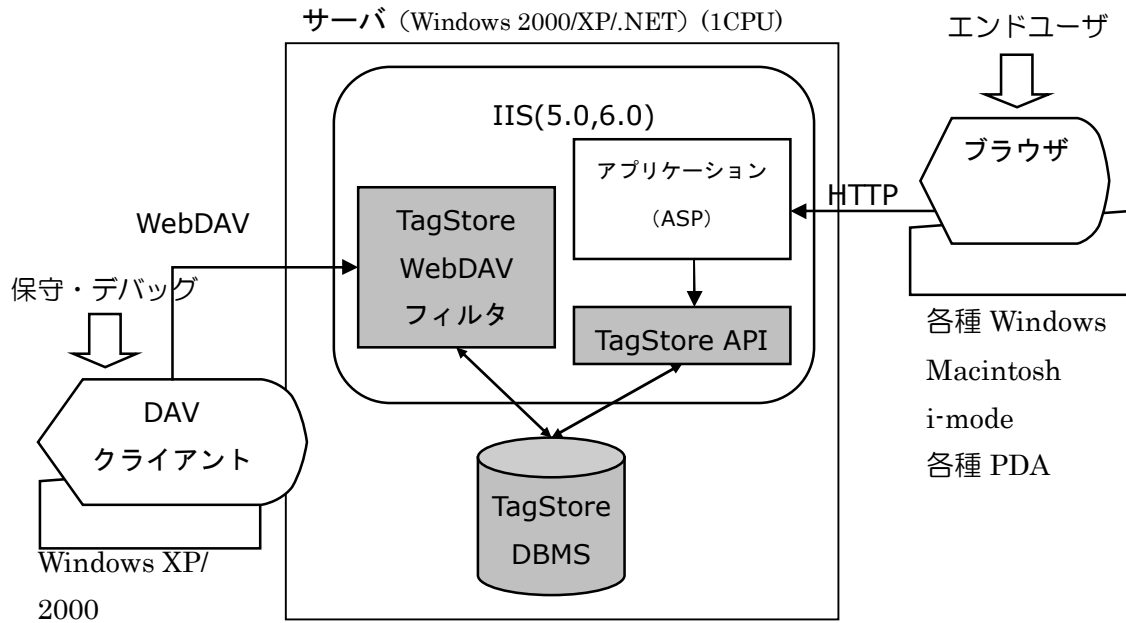 サーバ（Windows 2000/XP/.NET）(1CPU)
エンドユーザ
IIS(5.0,6.0)
ブラウザ
アプリケーション
（ASP）
HTTP
WebDAV
TagStore
WebDAV
フィルタ
保守・デバッグ
TagStore API
各種 Windows
Macintosh
i-mode
各種 PDA
DAV
クライアント
TagStore
DBMS
Windows XP/
2000